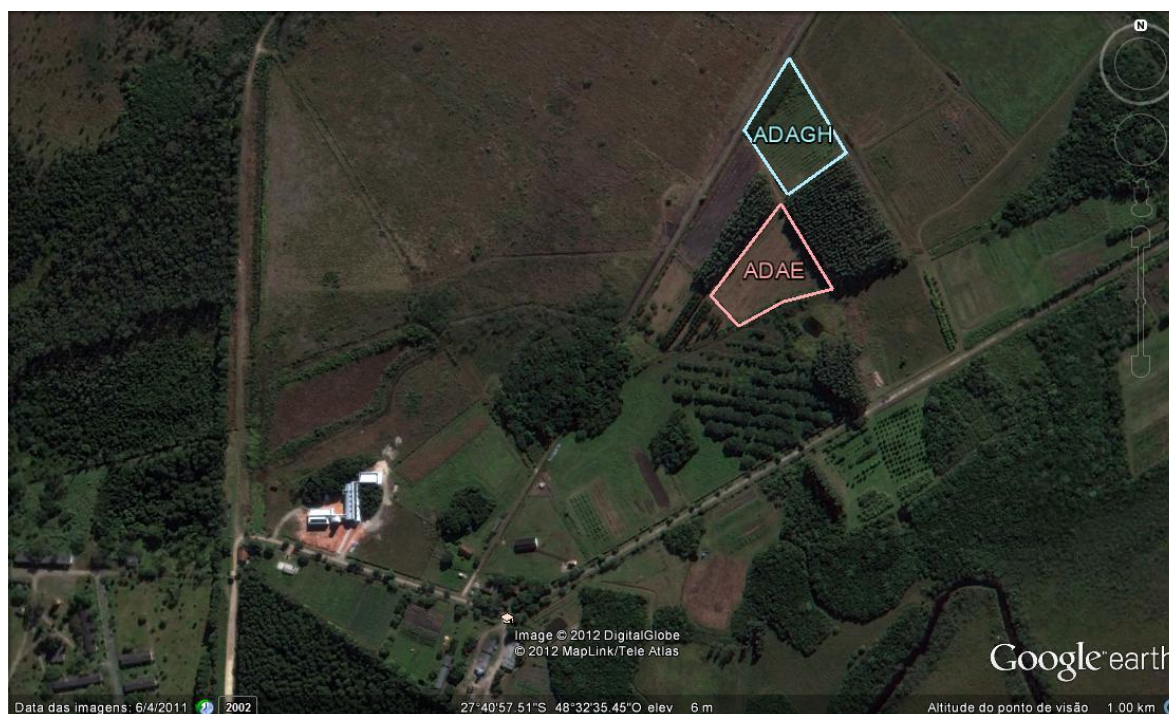 N
ADAGH
ADAE
Image © 2012 DigitalGlobe
© 2012 MapLink/Tele Atlas
Google earth
Data das imagens: 6/4/2011 2002 27°40'57.51"S 48°32'35.45"O elev 6 m Altitude do ponto de visão 1.00 km